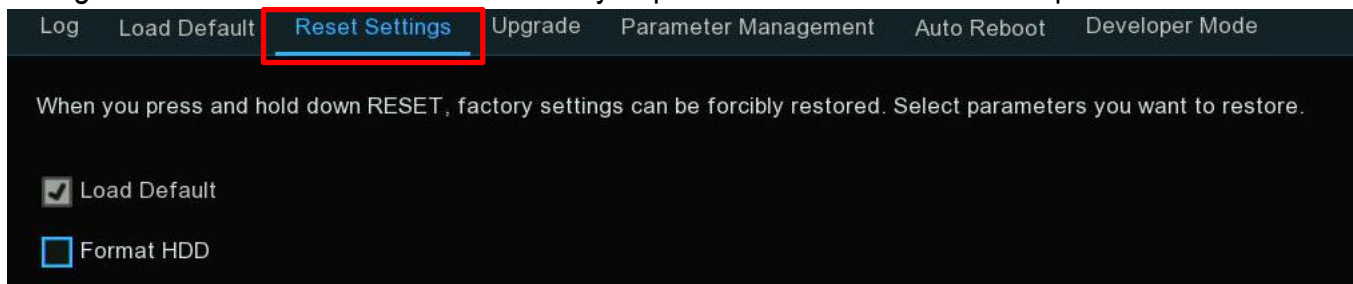 Log Load Default Reset Settings Upgrade Parameter Management Auto Reboot Developer Mode
When you press and hold down RESET, factory settings can be forcibly restored. Select parameters you want to restore.
Load Default
Format HDD